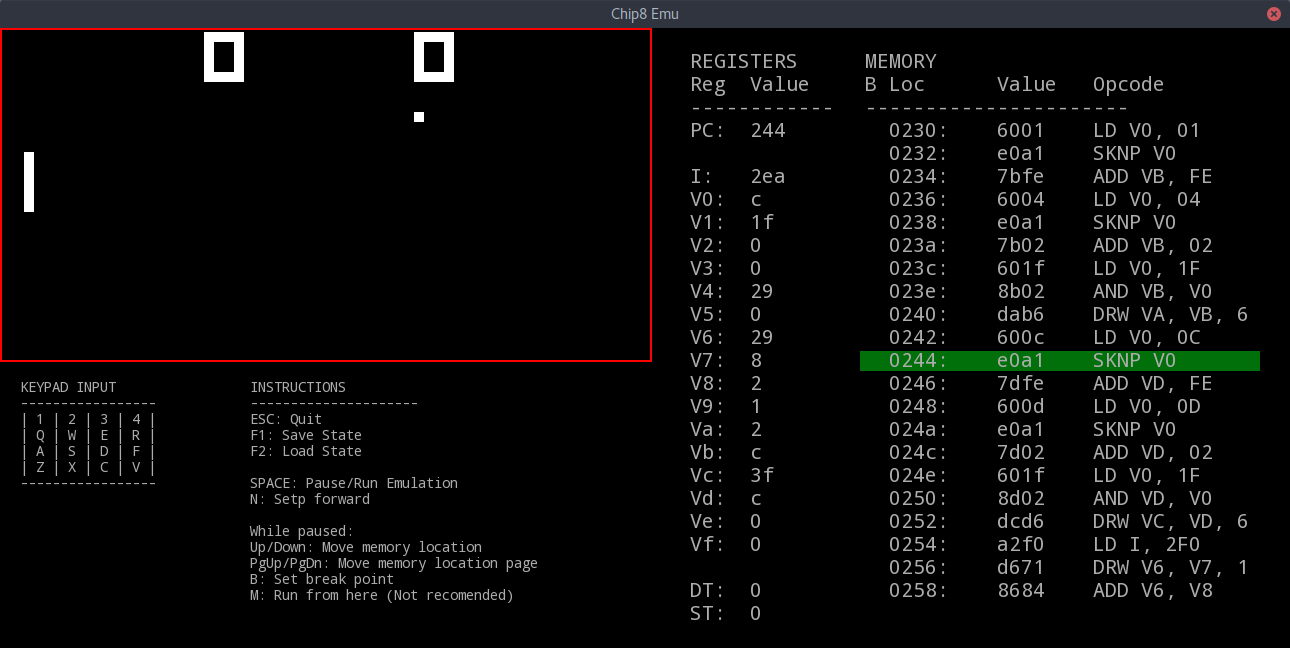 Chip8 Emu
REGISTERS
Reg Value
------------
PC: 244
I: 2ea
V0: c
V1: 1f
V2: 0
V3: 0
V4: 29
V5: 0
V6: 29
V7: 8
V8: 2
V9: 1
Va: 2
Vb: c
Vc: 3f
Vd: c
Ve: 0
Vf: 0
DT: 0
ST: 0
MEMORY
B Loc Value Opcode
----------------------
0230: 6001 LD V0, 01
0232: e0a1 SKNP V0
0234: 7bfe ADD VB, FE
0236: 6004 LD V0, 04
0238: e0a1 SKNP V0
023a: 7b02 ADD VB, 02
023c: 601f LD V0, 1F
023e: 8b02 AND VB, V0
0240: dab6 DRW VA, VB, 6
0242: 600c LD V0, 0C
0244: e0a1 SKNP V0
0246: 7dfe ADD VD, FE
0248: 600d LD V0, 0D
024a: e0a1 SKNP V0
024c: 7d02 ADD VD, 02
024e: 601f LD V0, 1F
0250: 8d02 AND VD, V0
0252: dcd6 DRW VC, VD, 6
0254: a2f0 LD I, 2F0
0256: d671 DRW V6, V7, 1
0258: 8684 ADD V6, V8
KEYPAD INPUT
-----------------
| 1 | 2 | 3 | 4 |
| Q | W | E | R |
| A | S | D | F |
| Z | X | C | V |
-----------------
INSTRUCTIONS
---------------------
ESC: Quit
F1: Save State
F2: Load State
SPACE: Pause/Run Emulation
N: Setp forward
While paused:
Up/Down: Move memory location
PgUp/PgDn: Move memory location page
B: Set break point
M: Run from here (Not recomended)